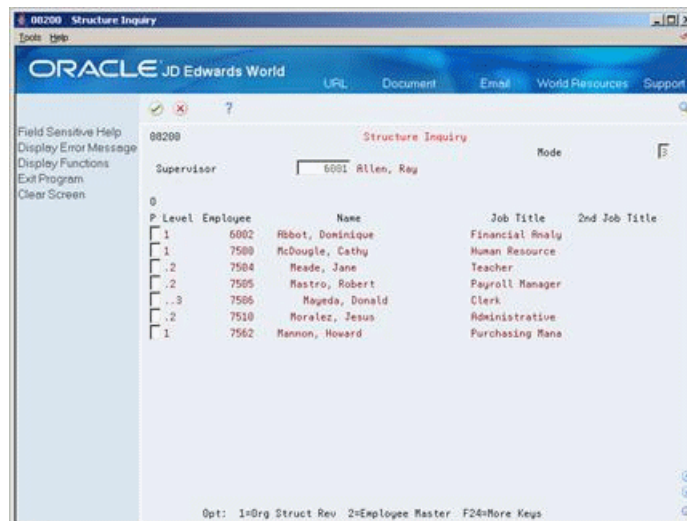 08200 Structure Inquiry
Tools Help
ORACLE JD Edwards World
URL Document Email World Resources Support
?
Field Sensitive Help
Display Error Message
Display Functions
Exit Program
Clear Screen
08200 Structure Inquiry
Mode 3
Supervisor 6001 Allen, Ray
0
P Level Employee Name Job Title 2nd Job Title
1 6002 Abbot, Dominique Financial Analy
1 7500 McDougle, Cathy Human Resource
.2 7504 Meade, Jane Teacher
.2 7505 Mastro, Robert Payroll Manager
..3 7506 Mayeda, Donald Clerk
.2 7510 Moralez, Jesus Administrative
1 7562 Mannon, Howard Purchasing Mana
Opt: 1=Org Struct Rev 2=Employee Master F24=More Keys